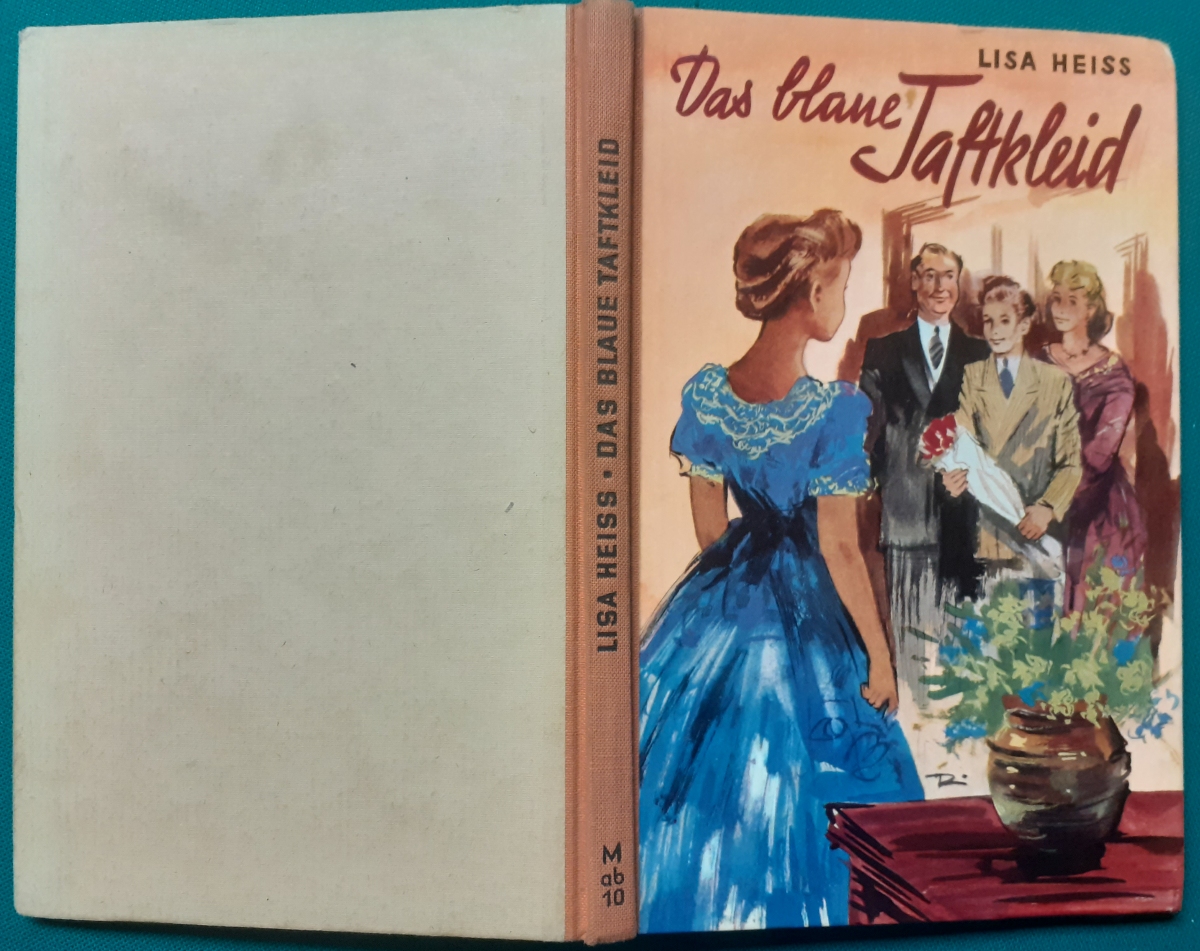 LISA HEISS
Das blaue
Taftkleid
LISA HEISS • DAS BLAUE TAFTKLEID
M
ab
10